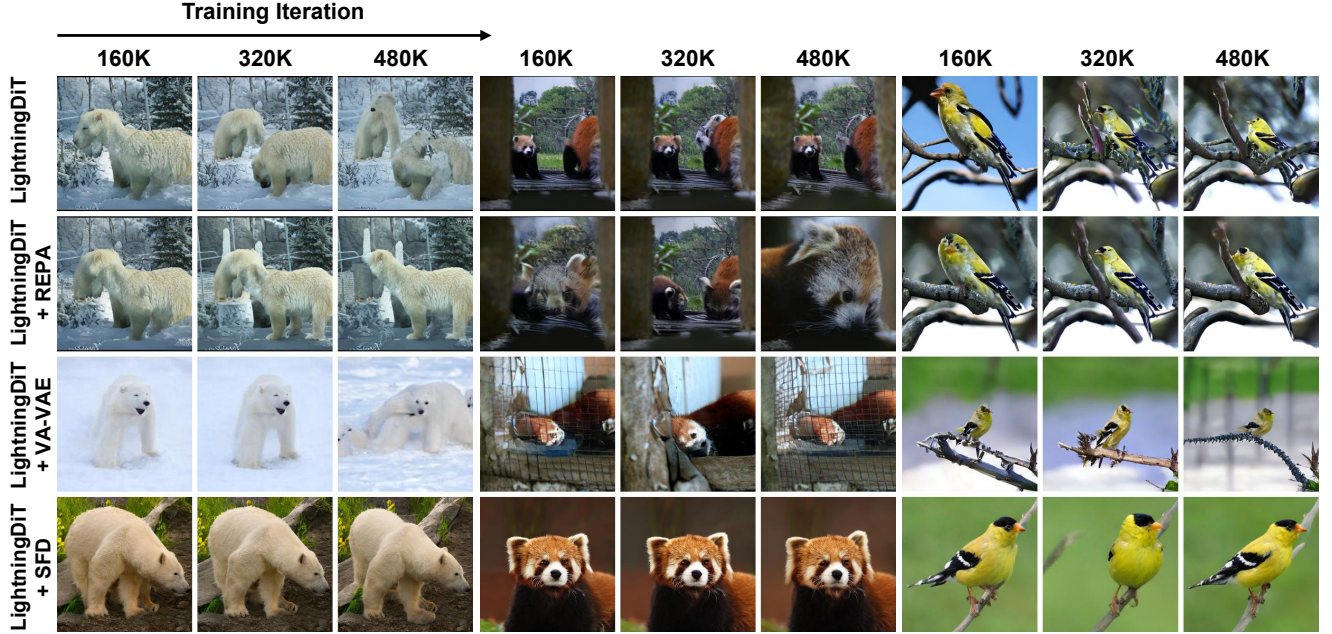 Training Iteration
160K 320K 480K 160K 320K 480K 160K 320K 480K
LightningDiT
LightningDiT
+ REPA
LightningDiT
+ VA-VAE
LightningDiT
+ SFD